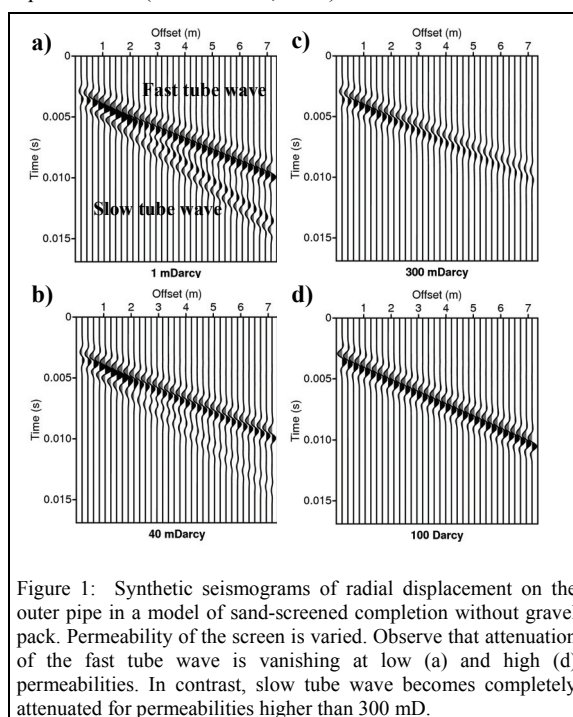 a)
Offset (m)
1 2 3 4 5 6 7
0
0.005
0.010
0.015
Time (s)
Fast tube wave
Slow tube wave
1 mDarcy
c)
Offset (m)
1 2 3 4 5 6 7
0
0.005
0.010
0.015
Time (s)
300 mDarcy
b)
Offset (m)
1 2 3 4 5 6 7
0
0.005
0.010
0.015
Time (s)
40 mDarcy
d)
Offset (m)
1 2 3 4 5 6 7
0
0.005
0.010
0.015
Time (s)
100 Darcy
Figure 1: Synthetic seismograms of radial displacement on the
outer pipe in a model of sand-screened completion without gravel
pack. Permeability of the screen is varied. Observe that attenuation
of the fast tube wave is vanishing at low (a) and high (d)
permeabilities. In contrast, slow tube wave becomes completely
attenuated for permeabilities higher than 300 mD.